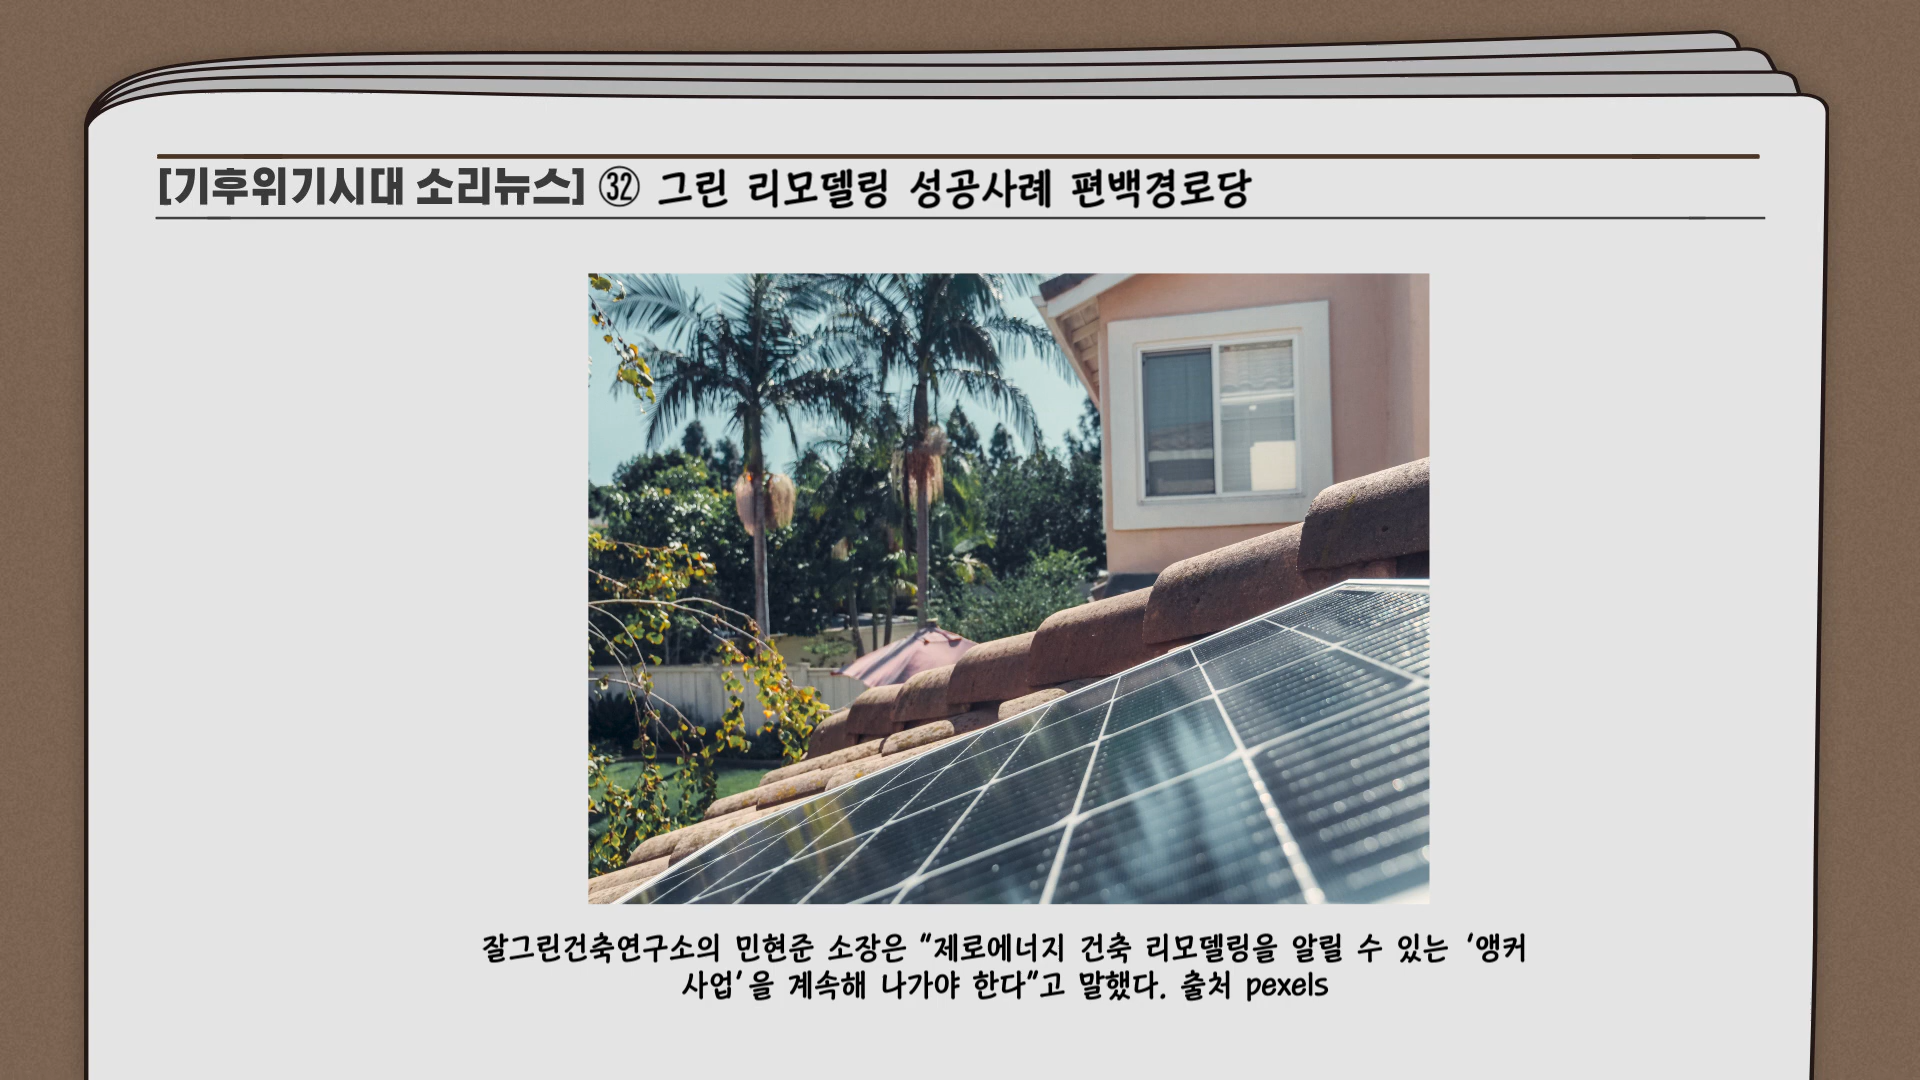 [기후위기시대 소리뉴스] ㉜ 그린 리모델링 성공사례 편백경로당
잘그린건축연구소의 민현준 소장은 “제로에너지 건축 리모델링을 알릴 수 있는 ‘앵커
사업’을 계속해 나가야 한다”고 말했다. 출처 pexels